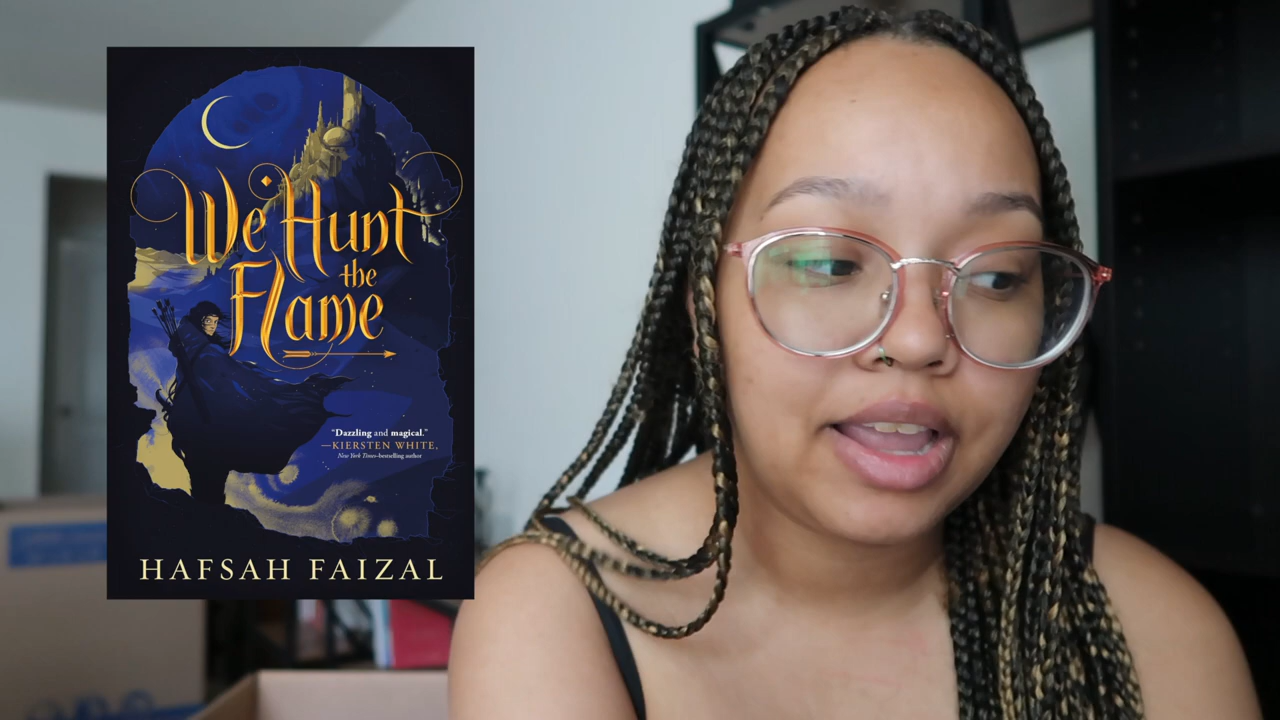 We Hunt
the
Flame
"Dazzling and magical."
—KIERSTEN WHITE,
New York Times–bestselling author
HAFSAH FAIZAL